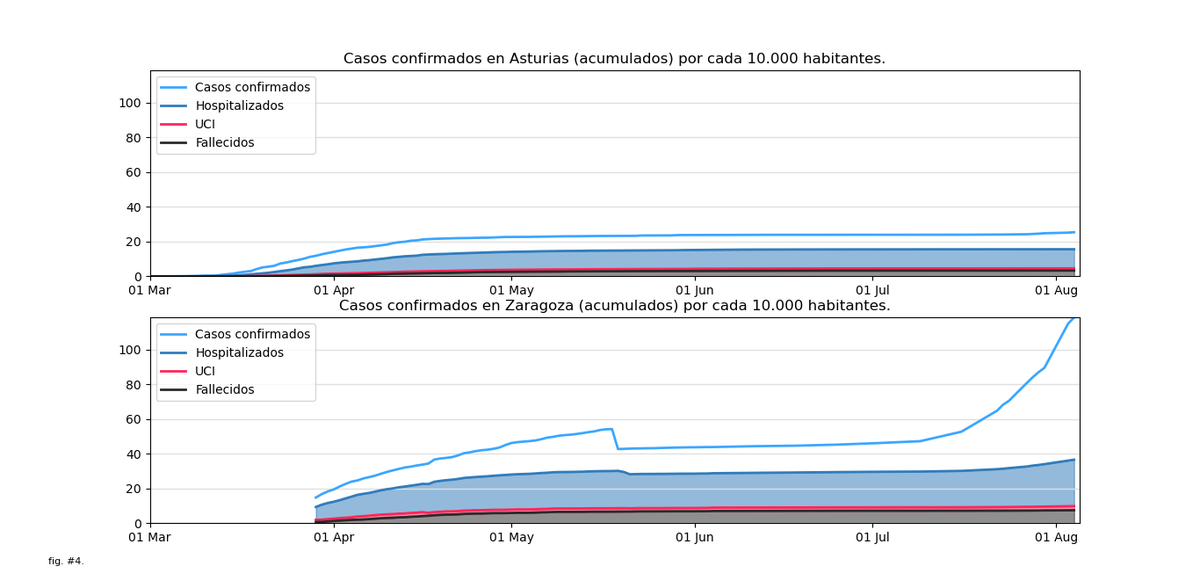 Casos confirmados en Asturias (acumulados) por cada 10.000 habitantes.
Casos confirmados
Hospitalizados
UCI
Fallecidos
100
80
60
40
20
0
01 Mar 01 Apr 01 May 01 Jun 01 Jul 01 Aug
Casos confirmados en Zaragoza (acumulados) por cada 10.000 habitantes.
Casos confirmados
Hospitalizados
UCI
Fallecidos
100
80
60
40
20
0
01 Mar 01 Apr 01 May 01 Jun 01 Jul 01 Aug
fig. #4.